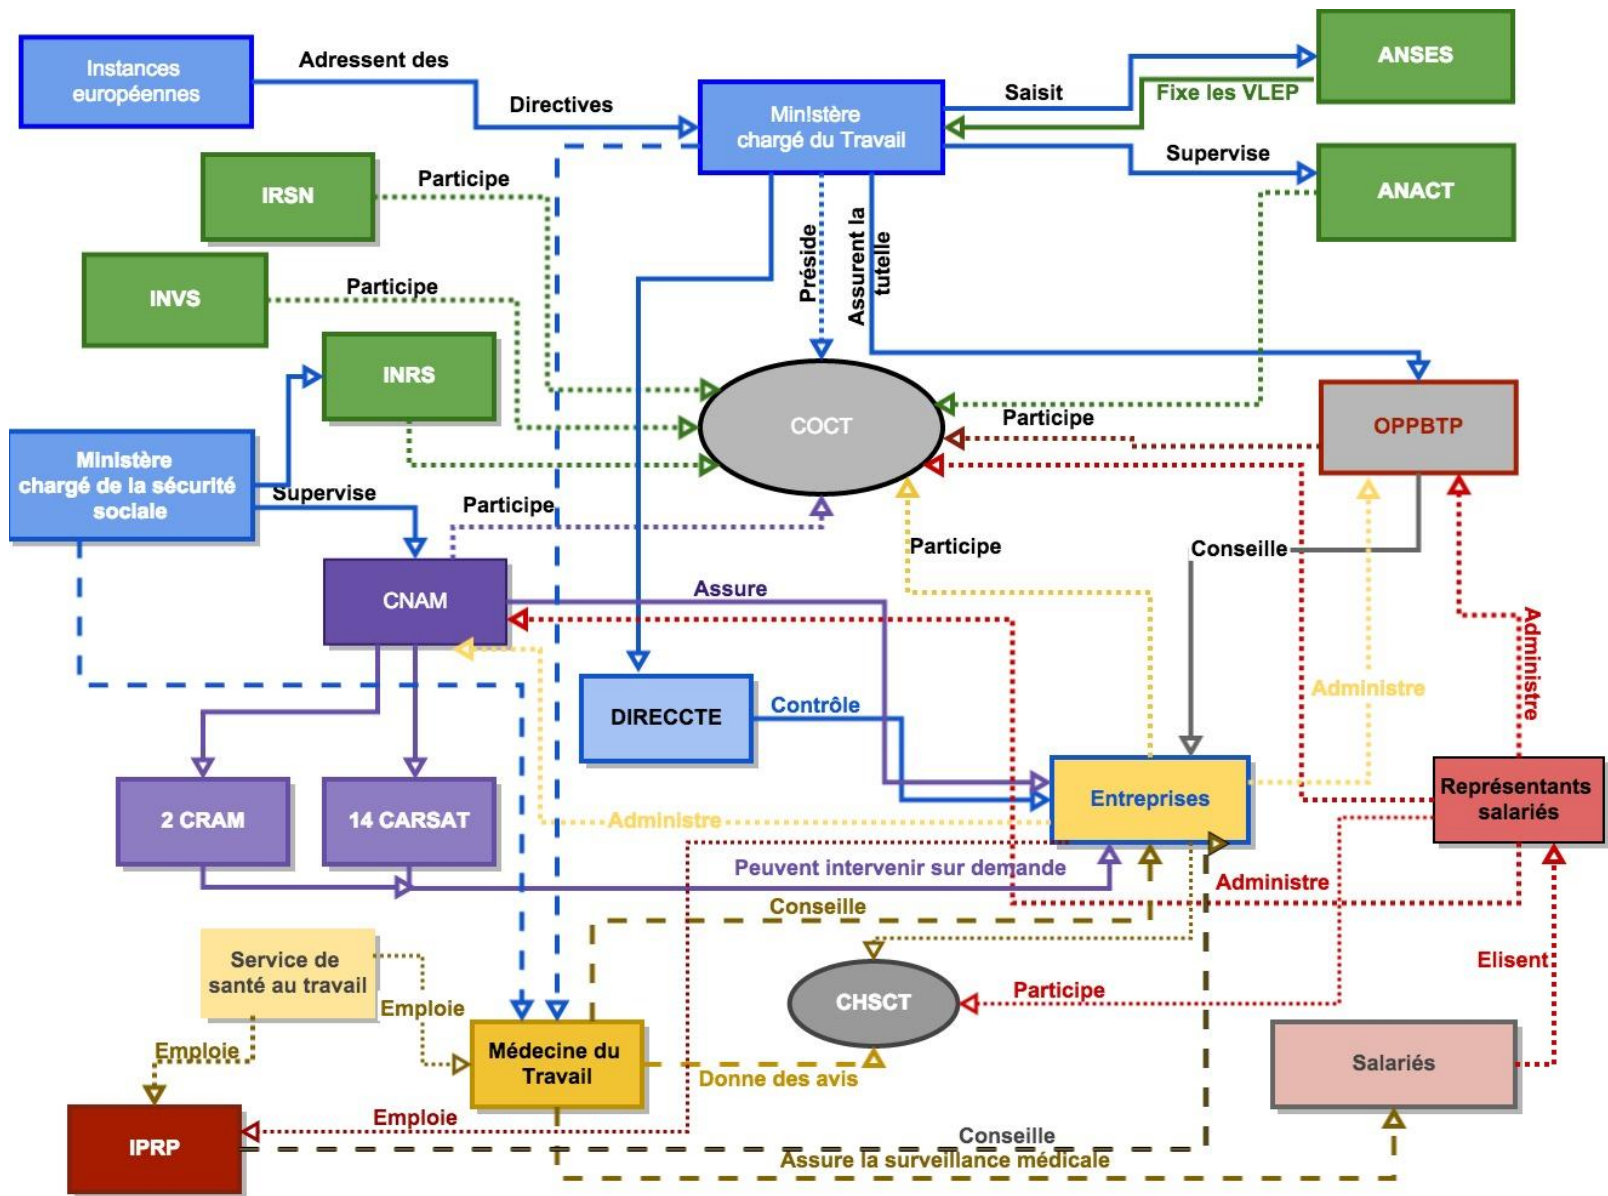 Instances
européennes
Adressent des
Directives
Min!stère
chargé du Travail
Saisit
Fixe les VLEP
ANSES
Supervise
ANACT
IRSN
Participe
INVS
Participe
INRS
Préside
Assurent la
tutelle
COCT
Participe
OPPBTP
Ministère
chargé de la sécurité
sociale
Supervise
Participe
Participe
Conseille
CNAM
Assure
Administre
Administre
DIRECCTE
Contrôle
2 CRAM
14 CARSAT
Administre
Entreprises
Représentants
salariés
Peuvent intervenir sur demande
Administre
Conseille
Service de
santé au travail
Emploie
Emploie
CHSCT
Participe
Elisent
Médecine du
Travail
Donne des avis
Salariés
Emploie
IPRP
Conseille
Assure la surveillance médicale